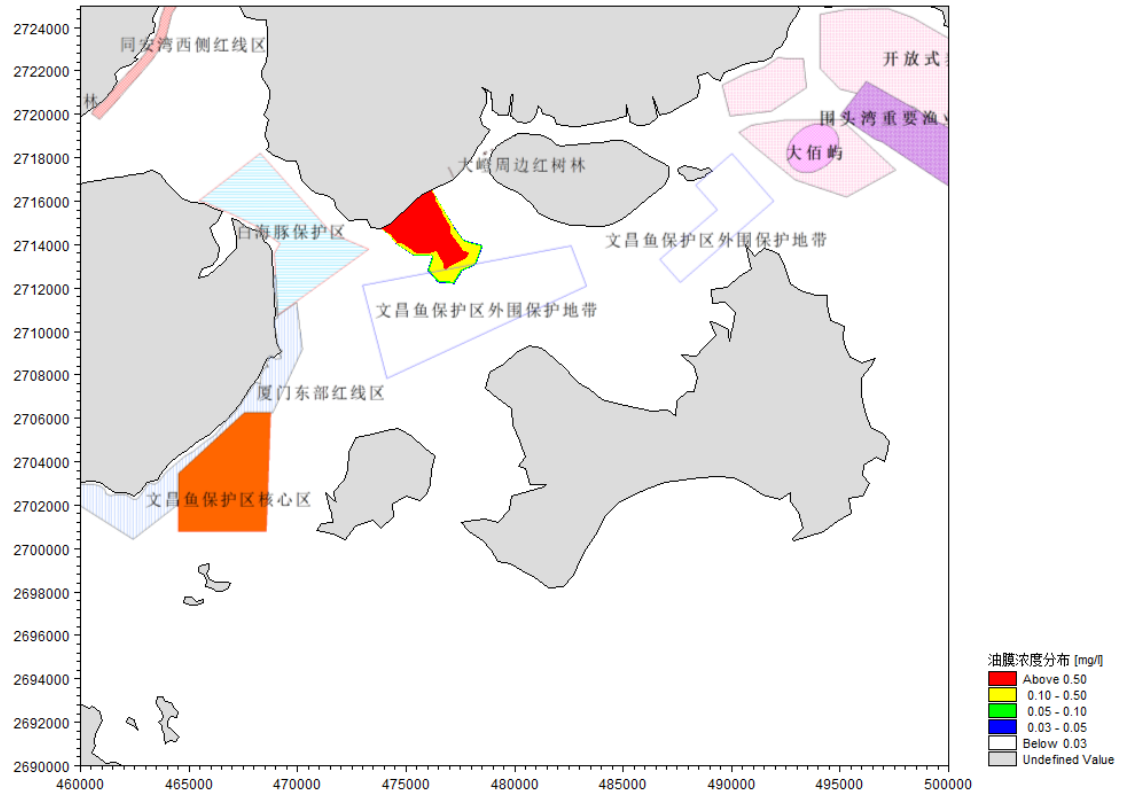 2724000
2722000
2720000
2718000
2716000
2714000
2712000
2710000
2708000
2706000
2704000
2702000
2700000
2698000
2696000
2694000
2692000
2690000
同安湾西侧红线区
开放式
林
围头湾重要渔
大佰屿
大嶝周边红树林
白海豚保护区
文昌鱼保护区外围保护地带
文昌鱼保护区外围保护地带
厦门东部红线区
文昌鱼保护区核心区
460000 465000 470000 475000 480000 485000 490000 495000 500000
油膜浓度分布 [mg/l]
Above 0.50
0.10 - 0.50
0.05 - 0.10
0.03 - 0.05
Below 0.03
Undefined Value